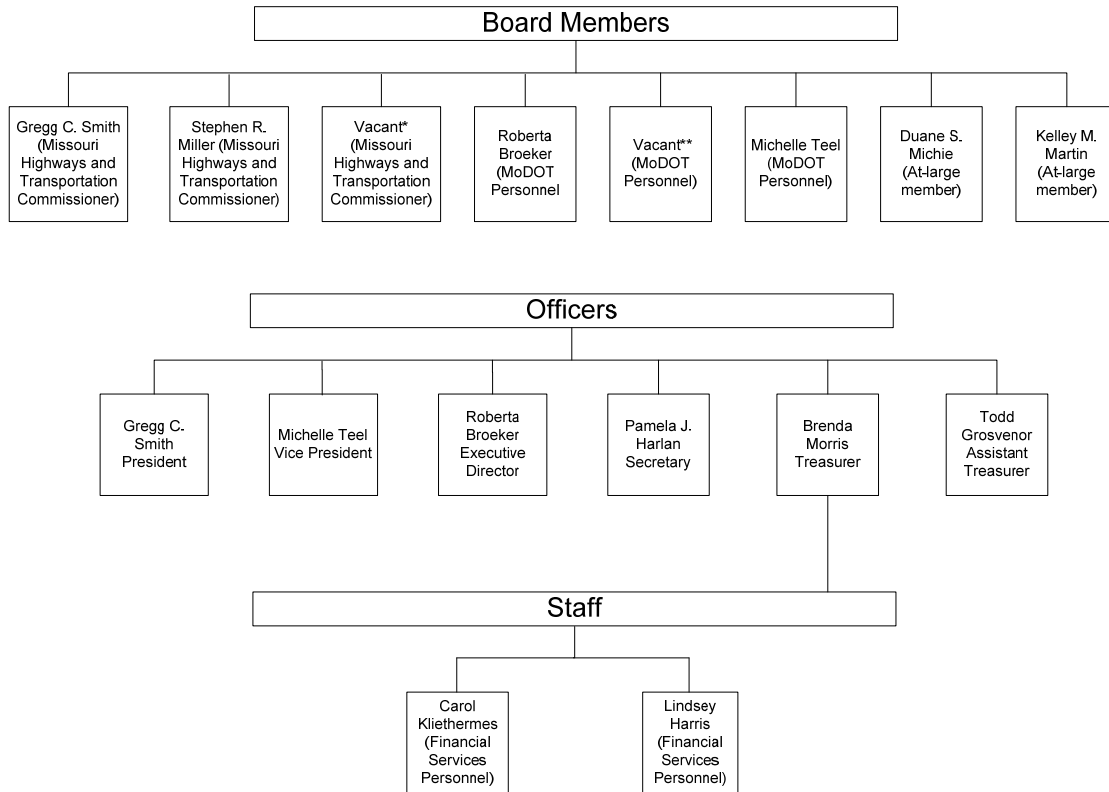 Board Members
Gregg C. Smith
(Missouri
Highways and
Transportation
Commissioner)
Stephen R.
Miller (Missouri
Highways and
Transportation
Commissioner)
Vacant*
(Missouri
Highways and
Transportation
Commissioner)
Roberta
Broeker
(MoDOT
Personnel
Vacant**
(MoDOT
Personnel)
Michelle Teel
(MoDOT
Personnel)
Duane S.
Michie
(At-large
member)
Kelley M.
Martin
(At-large
member)
Officers
Gregg C.
Smith
President
Michelle Teel
Vice President
Roberta
Broeker
Executive
Director
Pamela J.
Harlan
Secretary
Brenda
Morris
Treasurer
Todd
Grosvenor
Assistant
Treasurer
Staff
Carol
Kliethermes
(Financial
Services
Personnel)
Lindsey
Harris
(Financial
Services
Personnel)